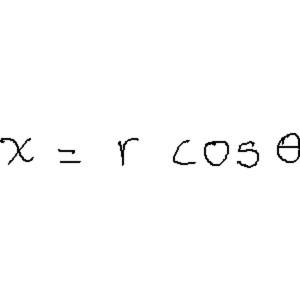 x = r cos θ